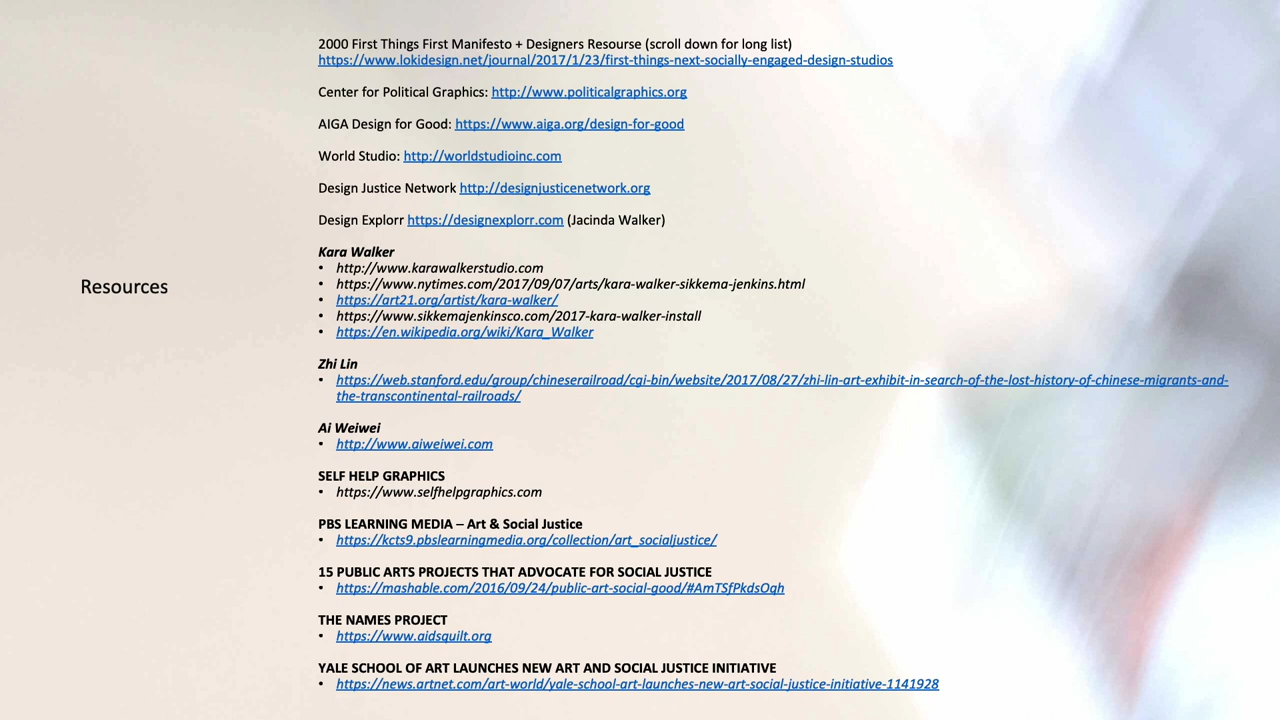 Resources
2000 First Things First Manifesto + Designers Resourse (scroll down for long list)
https://www.lokidesign.net/journal/2017/1/23/first-things-next-socially-engaged-design-studios
Center for Political Graphics: http://www.politicalgraphics.org
AIGA Design for Good: https://www.aiga.org/design-for-good
World Studio: http://worldstudioinc.com
Design Justice Network http://designjusticenetwork.org
Design Explorr https://designexplorr.com (Jacinda Walker)
Kara Walker
• http://www.karawalkerstudio.com
• https://www.nytimes.com/2017/09/07/arts/kara-walker-sikkema-jenkins.html
• https://art21.org/artist/kara-walker/
• https://www.sikkemajenkinsco.com/2017-kara-walker-install
• https://en.wikipedia.org/wiki/Kara_Walker
Zhi Lin
• https://web.stanford.edu/group/chineserailroad/cgi-bin/website/2017/08/27/zhi-lin-art-exhibit-in-search-of-the-lost-history-of-chinese-migrants-and-
the-transcontinental-railroads/
Ai Weiwei
• http://www.aiweiwei.com
SELF HELP GRAPHICS
• https://www.selfhelpgraphics.com
PBS LEARNING MEDIA – Art & Social Justice
• https://kcts9.pbslearningmedia.org/collection/art_socialjustice/
15 PUBLIC ARTS PROJECTS THAT ADVOCATE FOR SOCIAL JUSTICE
• https://mashable.com/2016/09/24/public-art-social-good/#AmTSfPkdsOqh
THE NAMES PROJECT
• https://www.aidsquilt.org
YALE SCHOOL OF ART LAUNCHES NEW ART AND SOCIAL JUSTICE INITIATIVE
• https://news.artnet.com/art-world/yale-school-art-launches-new-art-social-justice-initiative-1141928